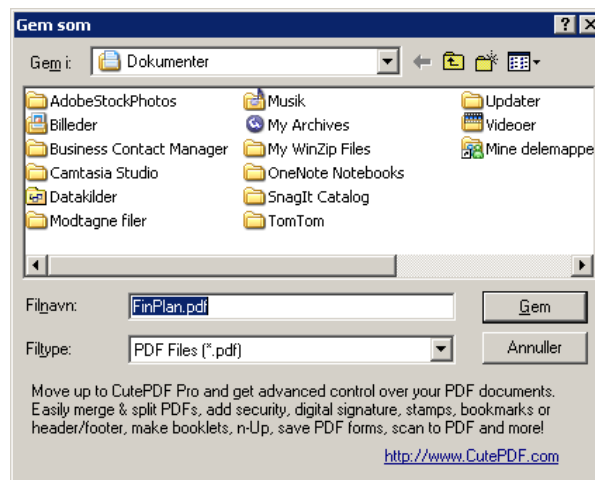 Gem som
Gem i:
Dokumenter
AdobeStockPhotos
Billeder
Business Contact Manager
Camtasia Studio
Datakilder
Modtagne filer
Musik
My Archives
My WinZip Files
OneNote Notebooks
SnagIt Catalog
TomTom
Updater
Videoer
Mine delemappe
Filnavn:
FinPlan.pdf
Gem
Filtype:
PDF Files (*.pdf)
Annuller
Move up to CutePDF Pro and get advanced control over your PDF documents.
Easily merge & split PDFs, add security, digital signature, stamps, bookmarks or
header/footer, make booklets, n-Up, save PDF forms, scan to PDF and more!
http://www.CutePDF.com